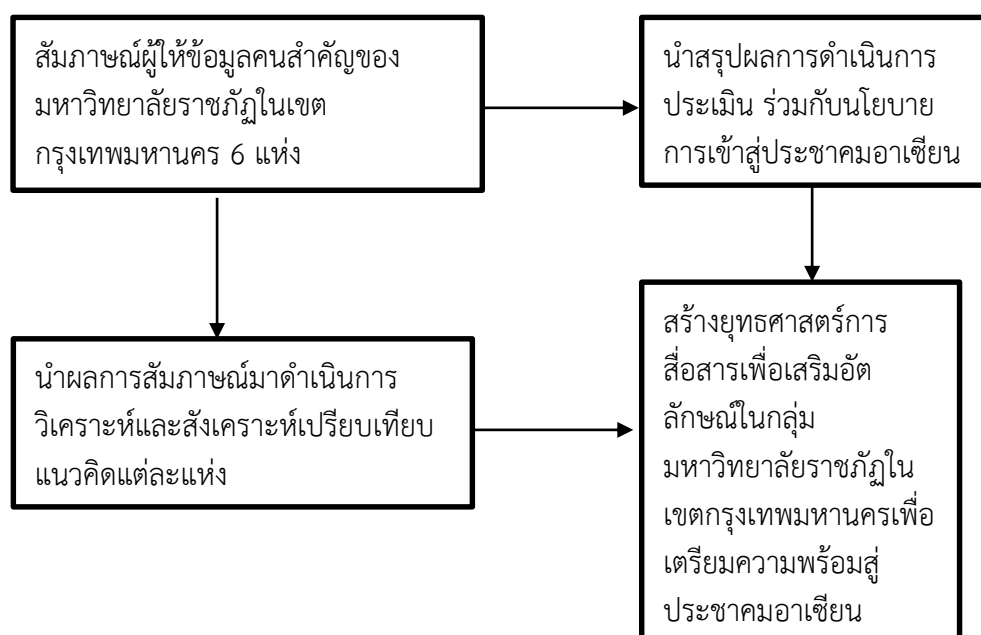 สัมภาษณ์ผู้ให้ข้อมูลคนสำคัญของ
มหาวิทยาลัยราชภัฏในเขต
กรุงเทพมหานคร 6 แห่ง
นำสรุปผลการดำเนินการ
ประเมิน ร่วมกับนโยบาย
การเข้าสู่ประชาคมอาเซียน
นำผลการสัมภาษณ์มาดำเนินการ
วิเคราะห์และสังเคราะห์เปรียบเทียบ
แนวคิดแต่ละแห่ง
สร้างยุทธศาสตร์การ
สื่อสารเพื่อเสริมอัต
ลักษณ์ในกลุ่ม
มหาวิทยาลัยราชภัฏใน
เขตกรุงเทพมหานครเพื่อ
เตรียมความพร้อมสู่
ประชาคมอาเซียน